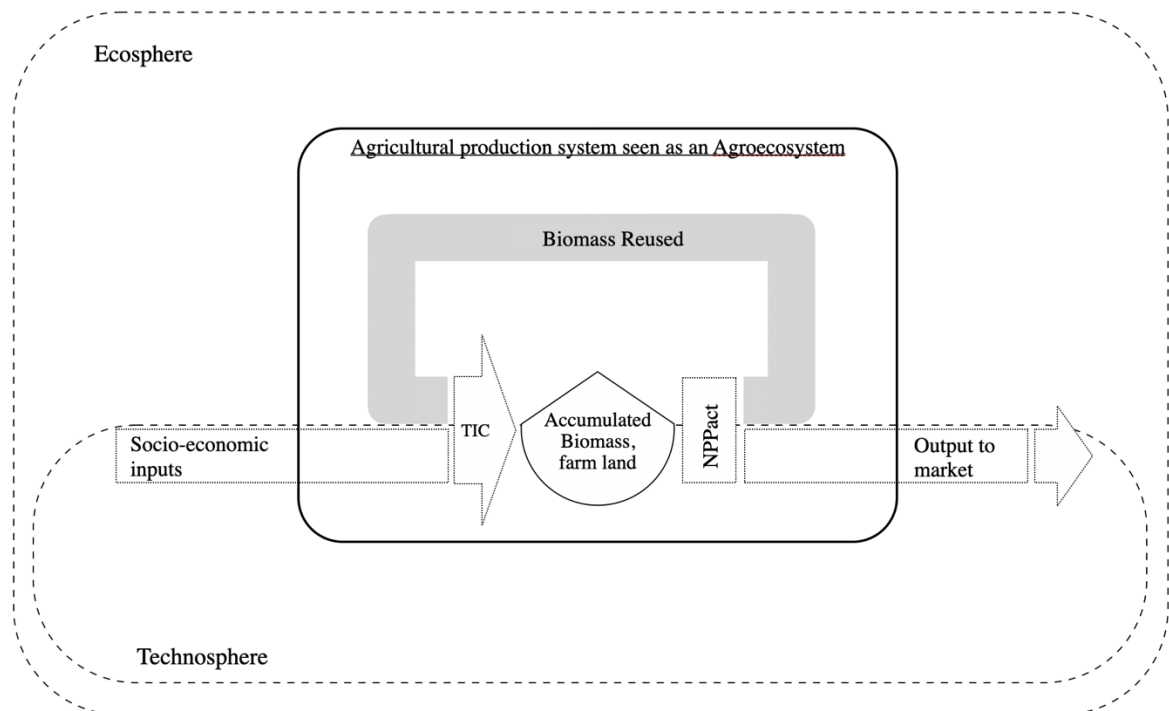 Ecosphere
Agricultural production system seen as an Agroecosystem
Biomass Reused
Socio-economic
inputs
TIC
Accumulated
Biomass,
farm land
NPPact
Output to
market
Technosphere